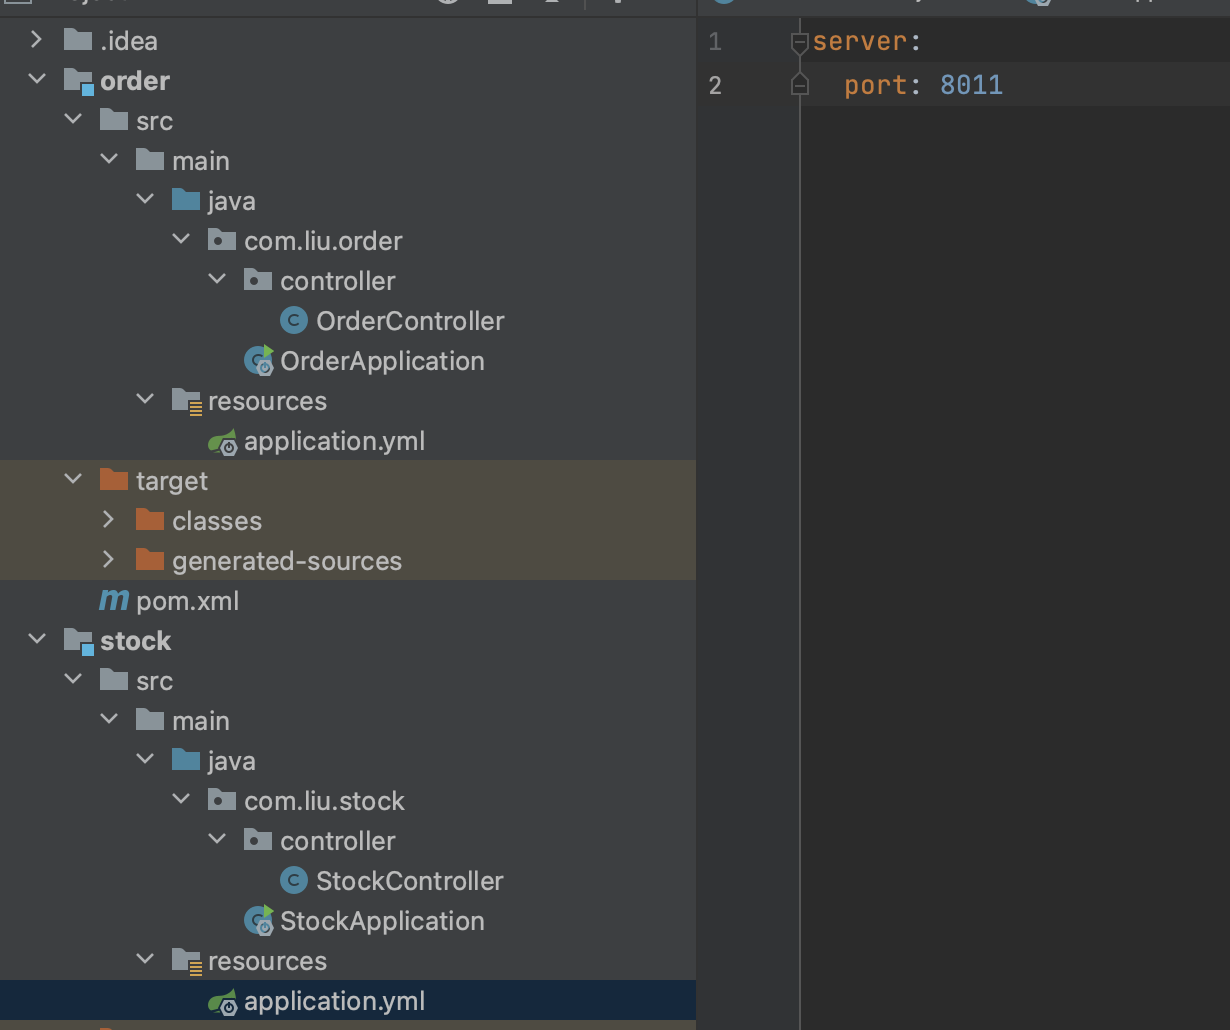 .idea
order
src
main
java
com.liu.order
controller
OrderController
OrderApplication
resources
application.yml
target
classes
generated-sources
pom.xml
stock
src
main
java
com.liu.stock
controller
StockController
StockApplication
resources
application.yml
1 server:
2 port: 8011